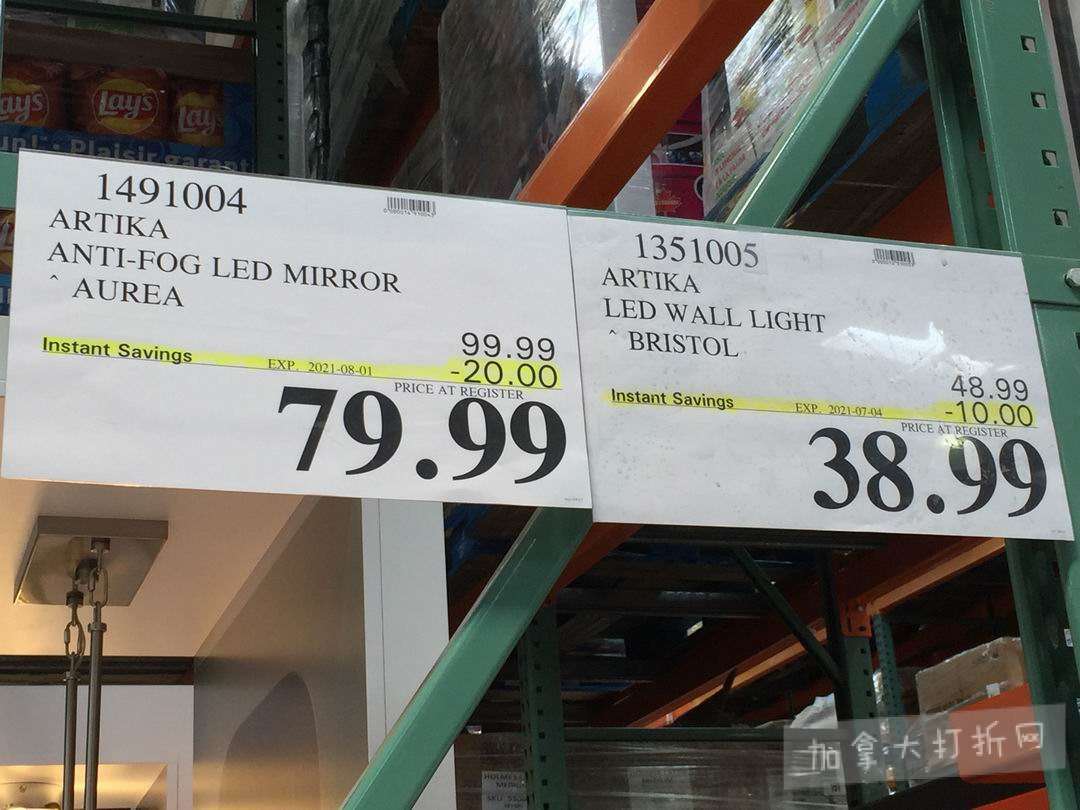 Lay's
Lay's
Lay's
Plaisir garant
1491004
ARTIKA
ANTI-FOG LED MIRROR
^ AUREA
99.99
Instant Savings EXP. 2021-08-01 -20.00
PRICE AT REGISTER
79.99
1351005
ARTIKA
LED WALL LIGHT
^ BRISTOL
48.99
Instant Savings EXP. 2021-07-04 -10.00
PRICE AT REGISTER
38.99
加拿大打折网